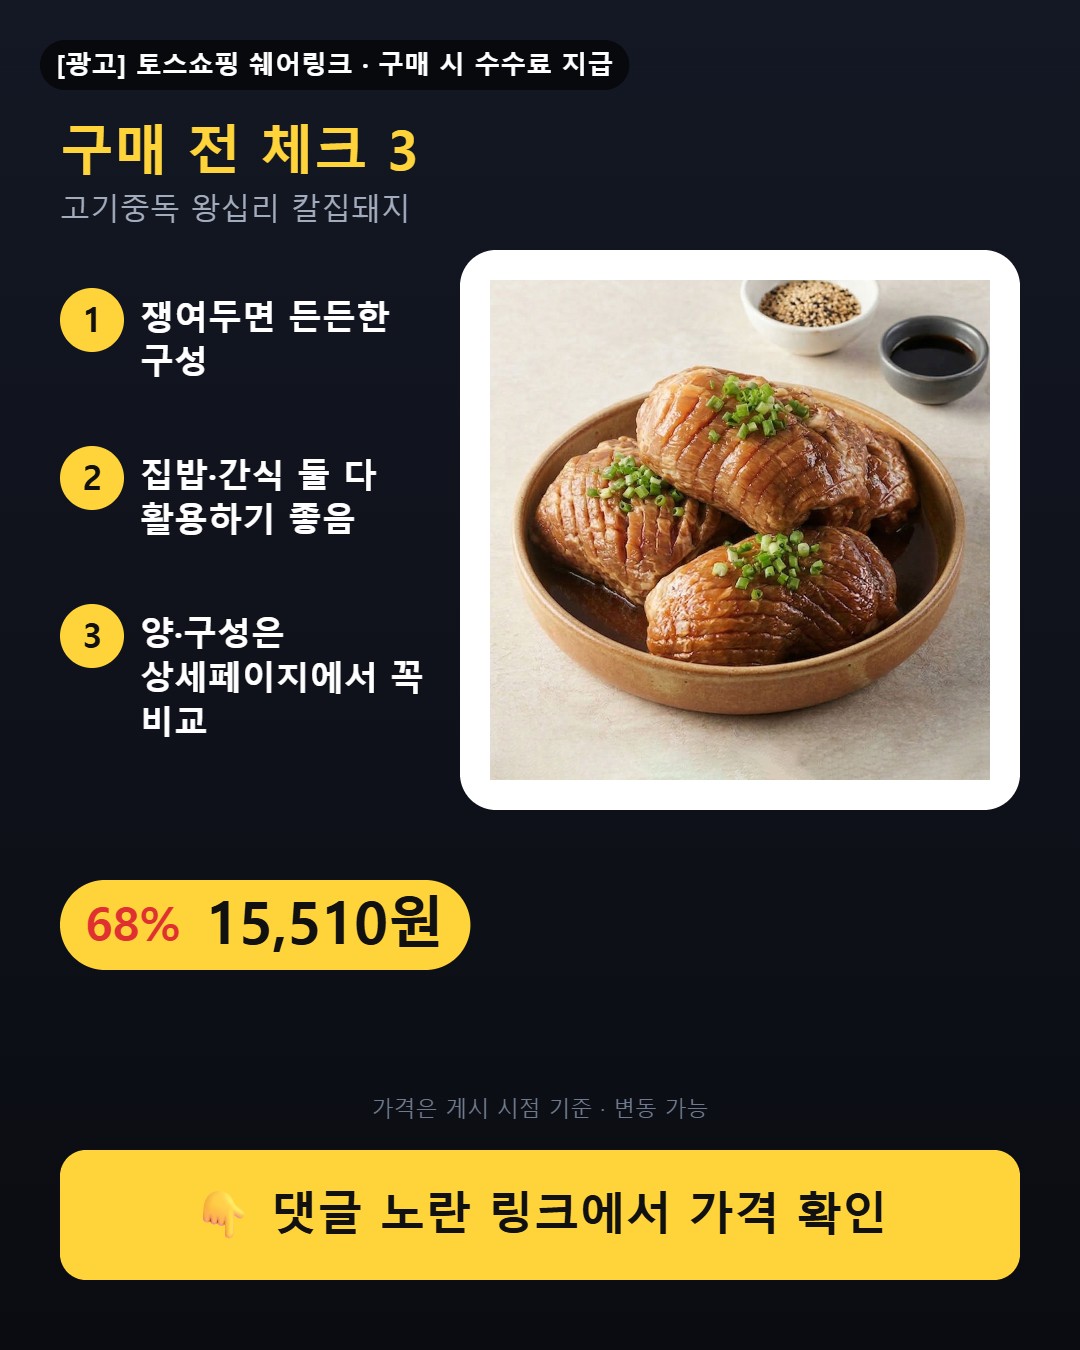 [광고] 토스쇼핑 쉐어링크 · 구매 시 수수료 지급
구매 전 체크 3
고기중독 왕십리 칼집돼지
1 쟁여두면 든든한
구성
2 집밥·간식 둘 다
활용하기 좋음
3 양·구성은
상세페이지에서 꼭
비교
68% 15,510원
가격은 게시 시점 기준 · 변동 가능
👇 댓글 노란 링크에서 가격 확인